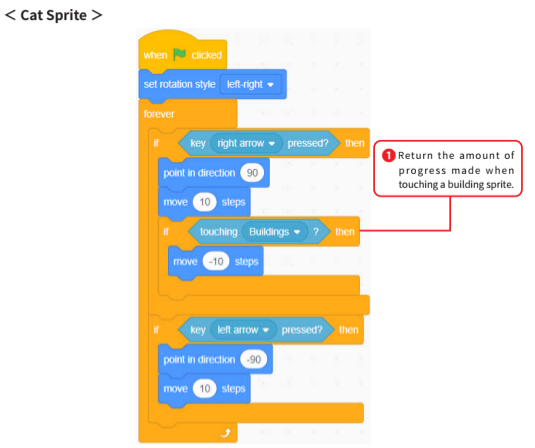 < Cat Sprite >
when clicked
set rotation style left-right
forever
if key right arrow pressed? then
point in direction 90
move 10 steps
if touching Buildings ? then
move -10 steps
if key left arrow pressed? then
point in direction -90
move 10 steps
1 Return the amount of
progress made when
touching a building sprite.